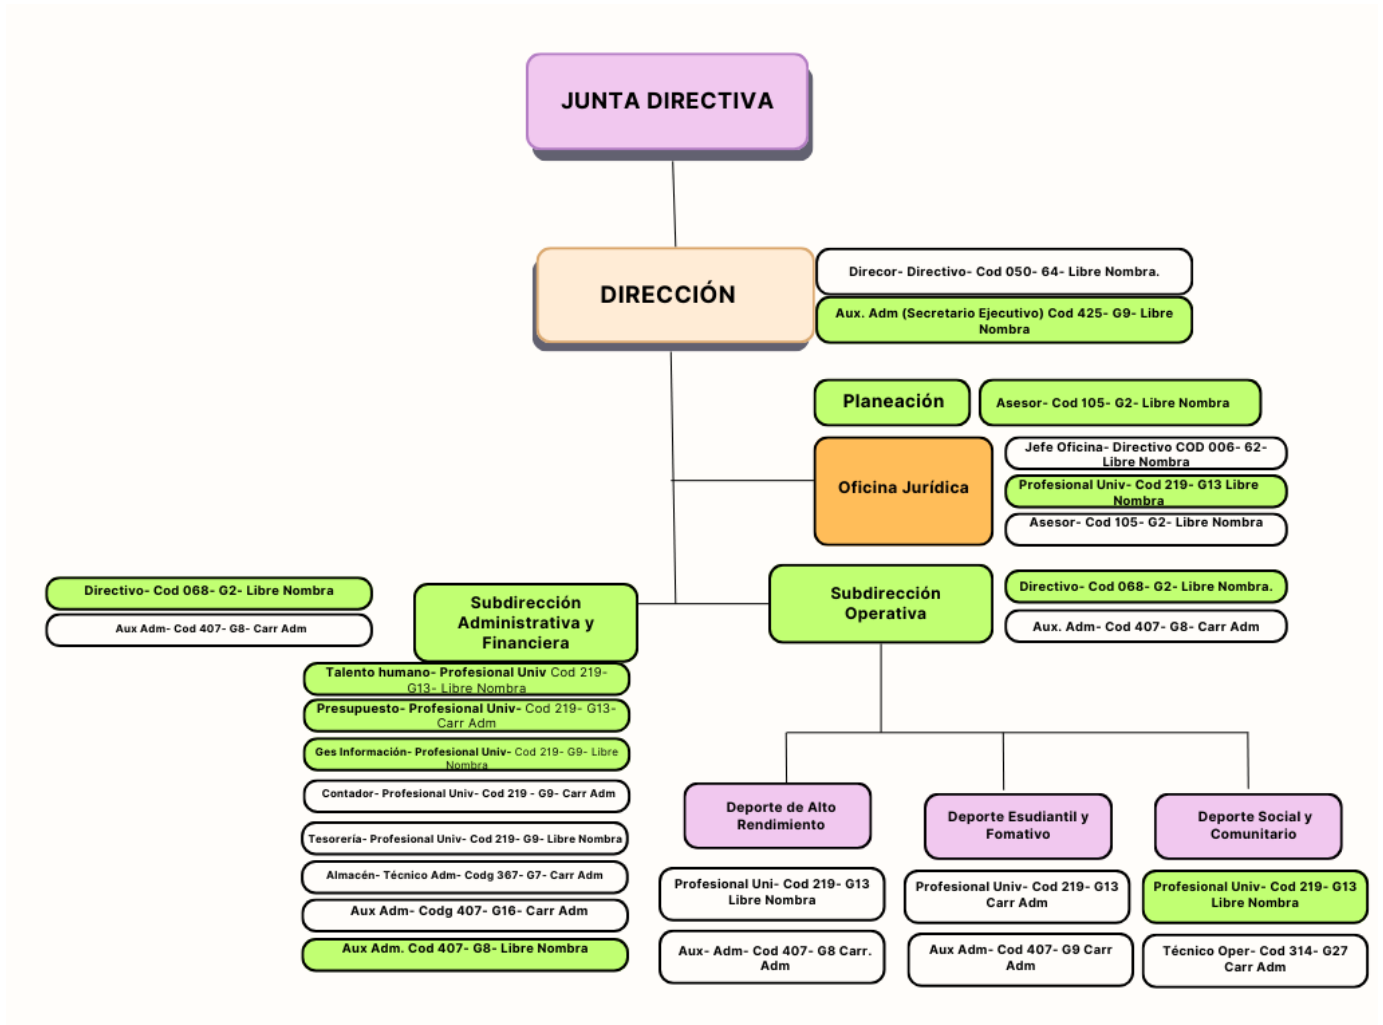 JUNTA DIRECTIVA
DIRECCIÓN
Direcor- Directivo- Cod 050- 64- Libre Nombra.
Aux. Adm (Secretario Ejecutivo) Cod 425- G9- Libre
Nombra
Planeación
Asesor- Cod 105- G2- Libre Nombra
Oficina Jurídica
Jefe Oficina- Directivo COD 006- 62-
Libre Nombra
Profesional Univ- Cod 219- G13 Libre
Nombra
Asesor- Cod 105- G2- Libre Nombra
Directivo- Cod 068- G2- Libre Nombra
Aux Adm- Cod 407- G8- Carr Adm
Subdirección
Administrativa y
Financiera
Subdirección
Operativa
Directivo- Cod 068- G2- Libre Nombra.
Aux. Adm- Cod 407- G8- Carr Adm
Talento humano- Profesional Univ Cod 219-
G13- Libre Nombra
Presupuesto- Profesional Univ- Cod 219- G13-
Carr Adm
Ges Información- Profesional Univ- Cod 219- G9- Libre
Nombra
Contador- Profesional Univ- Cod 219 - G9- Carr Adm
Tesorería- Profesional Univ- Cod 219- G9- Libre Nombra
Almacén- Técnico Adm- Codg 367- G7- Carr Adm
Aux Adm- Codg 407- G16- Carr Adm
Aux Adm. Cod 407- G8- Libre Nombra
Deporte de Alto
Rendimiento
Profesional Uni- Cod 219- G13
Libre Nombra
Aux- Adm- Cod 407- G8 Carr.
Adm
Deporte Esudiantil y
Fomativo
Profesional Univ- Cod 219- G13
Carr Adm
Aux Adm- Cod 407- G9 Carr
Adm
Deporte Social y
Comunitario
Profesional Univ- Cod 219- G13
Libre Nombra
Técnico Oper- Cod 314- G27
Carr Adm